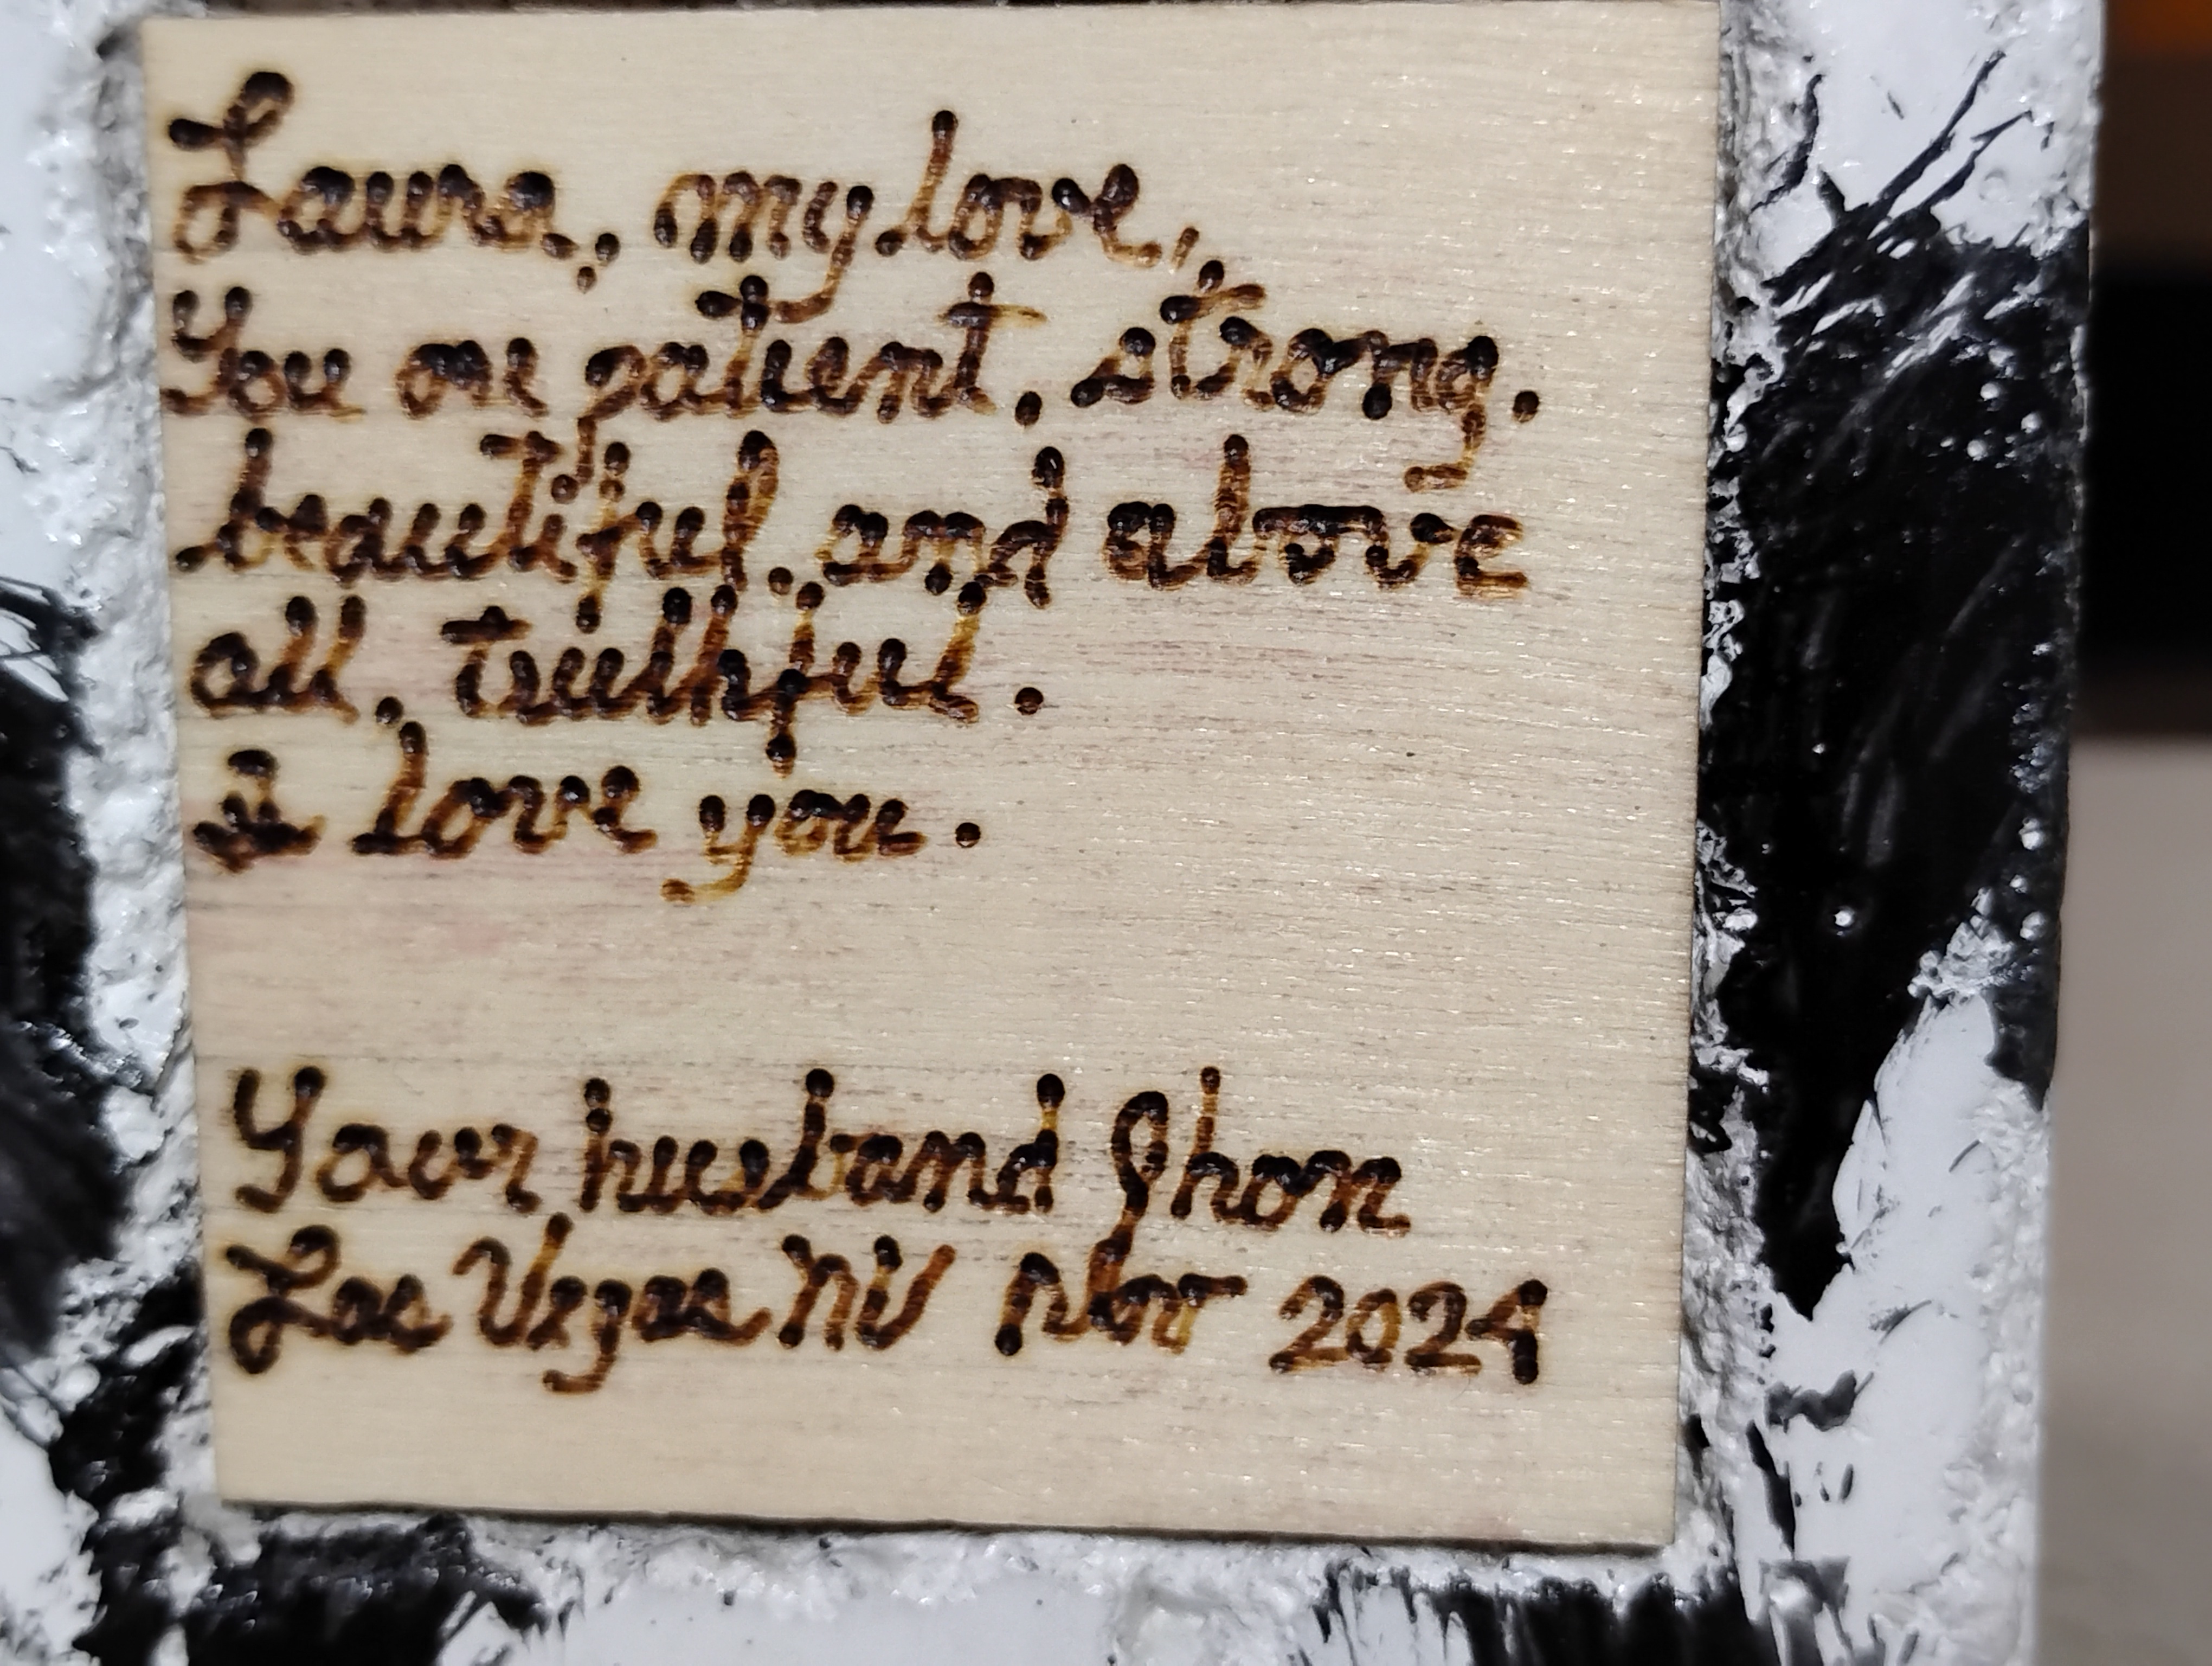 Laura, my love,
You are patient, strong,
beautiful, and above
all, truthful.
I love you.
Your husband Jhon
Las Vegas NV Nov 2024